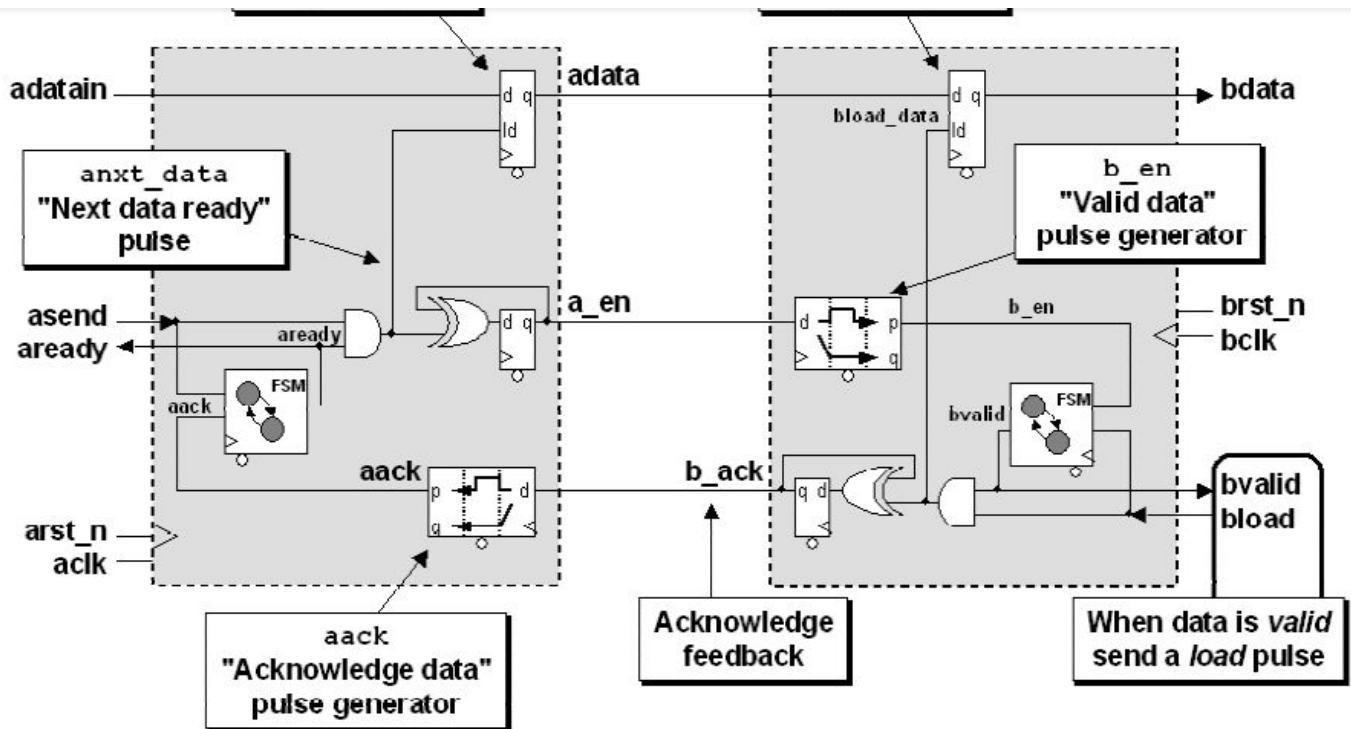 adatain
d q
ld
adata
bload_data
d q
ld
bdata
anxt_data
"Next data ready"
pulse
b_en
"Valid data"
pulse generator
asend
aready
aready
d q
a_en
d
p
q
b_en
brst_n
bclk
FSM
aack
FSM
bvalid
aack
p
q
d
b_ack
q d
bvalid
bload
arst_n
aclk
aack
"Acknowledge data"
pulse generator
Acknowledge
feedback
When data is valid
send a load pulse